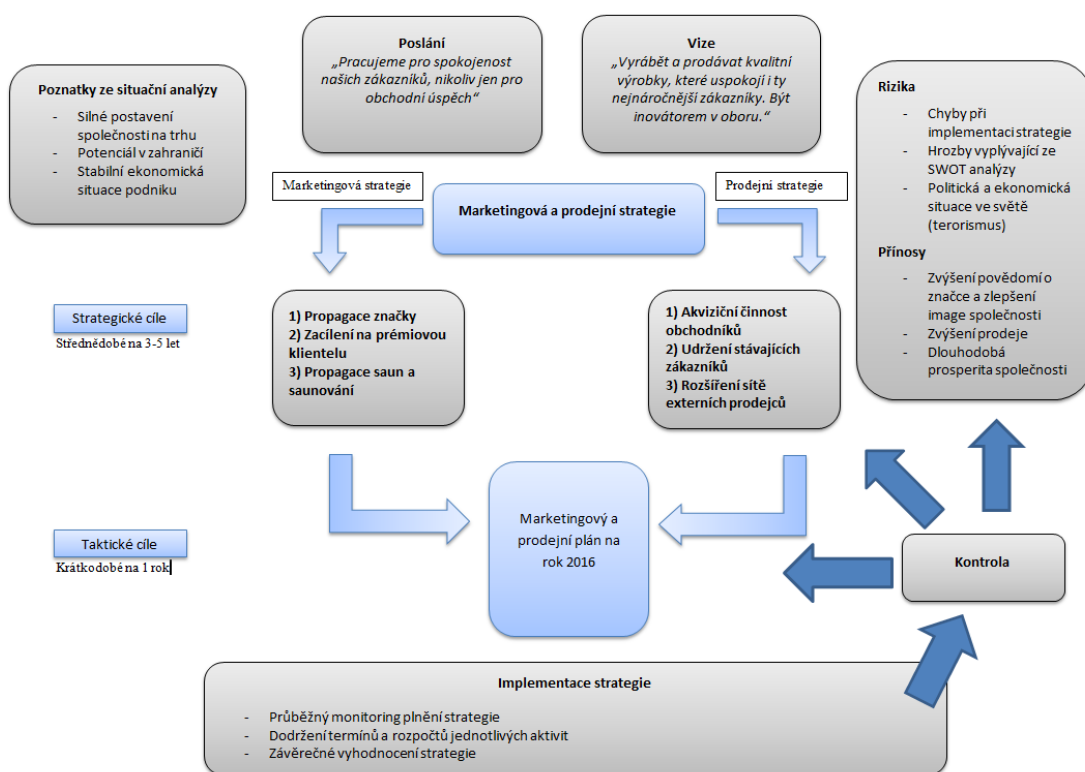 Poslání
„Pracujeme pro spokojenost
našich zákazníků, nikoliv jen pro
obchodní úspěch“
Vize
„Vyrábět a prodávat kvalitní
výrobky, které uspokojí i ty
nejnáročnější zákazníky. Být
inovátorem v oboru.“
Poznatky ze situační analýzy
- Silné postavení
společnosti na trhu
- Potenciál v zahraničí
- Stabilní ekonomická
situace podniku
Rizika
- Chyby při
implementaci strategie
- Hrozby vyplývající ze
SWOT analýzy
- Politická a ekonomická
situace ve světě
(terorismus)
Přínosy
- Zvýšení povědomí o
značce a zlepšení
image společnosti
- Zvýšení prodeje
- Dlouhodobá
prosperita společnosti
Marketingová strategie
Marketingová a prodejní strategie
Prodejní strategie
Strategické cíle
Střednědobé na 3-5 let
1) Propagace značky
2) Zacílení na prémiovou
klientelu
3) Propagace saun a
saunování
1) Akviziční činnost
obchodníků
2) Udržení stávajících
zákazníků
3) Rozšíření sítě
externích prodejců
Taktické cíle
Krátkodobé na 1 rok
Marketingový a
prodejní plán na
rok 2016
Kontrola
Implementace strategie
- Průběžný monitoring plnění strategie
- Dodržení termínů a rozpočtů jednotlivých aktivit
- Závěrečné vyhodnocení strategie